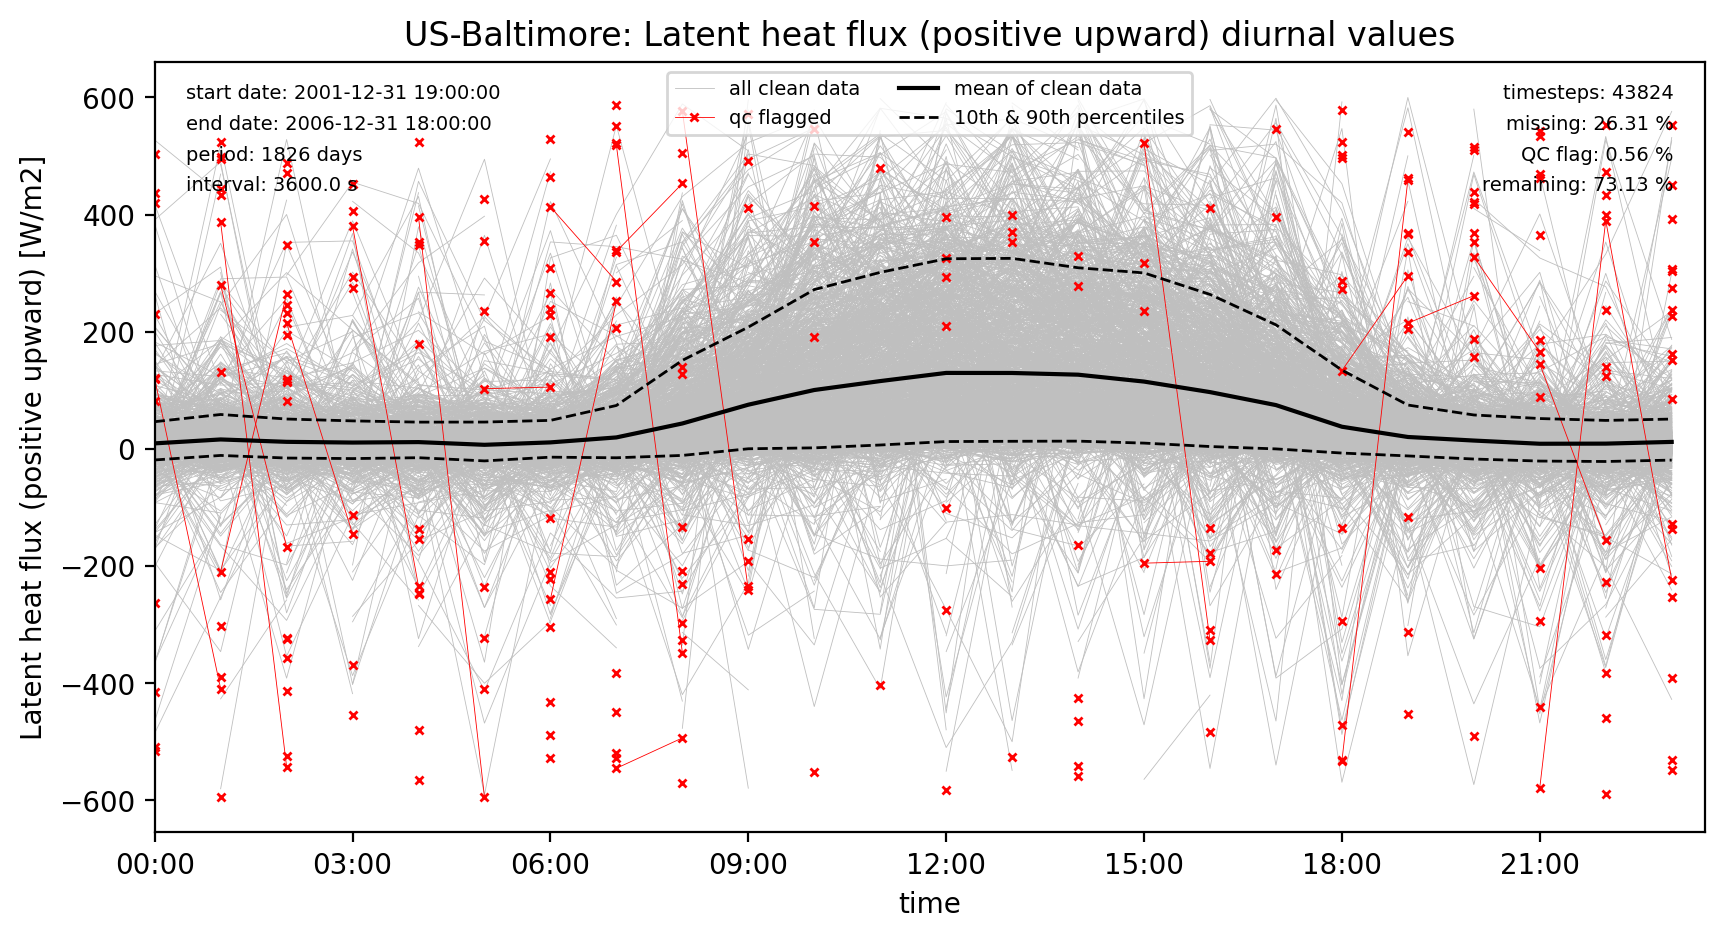 US-Baltimore: Latent heat flux (positive upward) diurnal values
start date: 2001-12-31 19:00:00
end date: 2006-12-31 18:00:00
period: 1826 days
interval: 3600.0 s
all clean data
qc flagged
mean of clean data
10th & 90th percentiles
timesteps: 43824
missing: 26.31 %
QC flag: 0.56 %
remaining: 73.13 %
Latent heat flux (positive upward) [W/m2]
600
400
200
0
−200
−400
−600
00:00
03:00
06:00
09:00
12:00
15:00
18:00
21:00
time